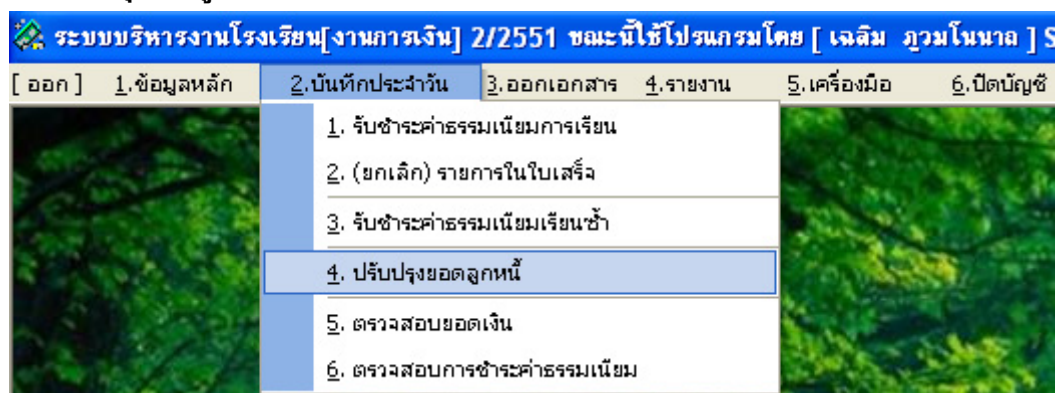 ระบบบริหารงานโรงเรียน[งานการเงิน] 2/2551 ขณะนี้ใช้โปรแกรมโดย [ เฉลิม ภูวมโนนาถ ] S
[ ออก ] 1.ข้อมูลหลัก 2.บันทึกประจำวัน 3.ออกเอกสาร 4.รายงาน 5.เครื่องมือ 6.ปิดบัญชี
1. รับชำระค่าธรรมเนียมการเรียน
2. (ยกเลิก) รายการในใบเสร็จ
3. รับชำระค่าธรรมเนียมเรียนซ้ำ
4. ปรับปรุงยอดลูกหนี้
5. ตรวจสอบยอดเงิน
6. ตรวจสอบการชำระค่าธรรมเนียม